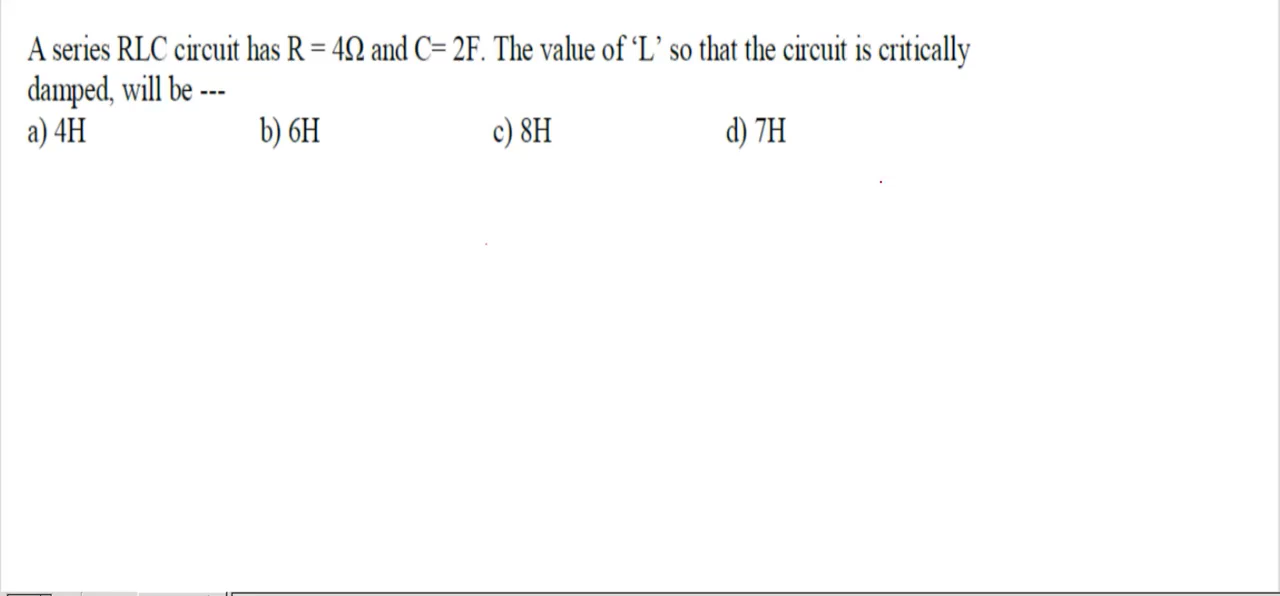 A series RLC circuit has R = 4Ω and C= 2F. The value of ‘L’ so that the circuit is critically
damped, will be ---
a) 4H b) 6H c) 8H d) 7H